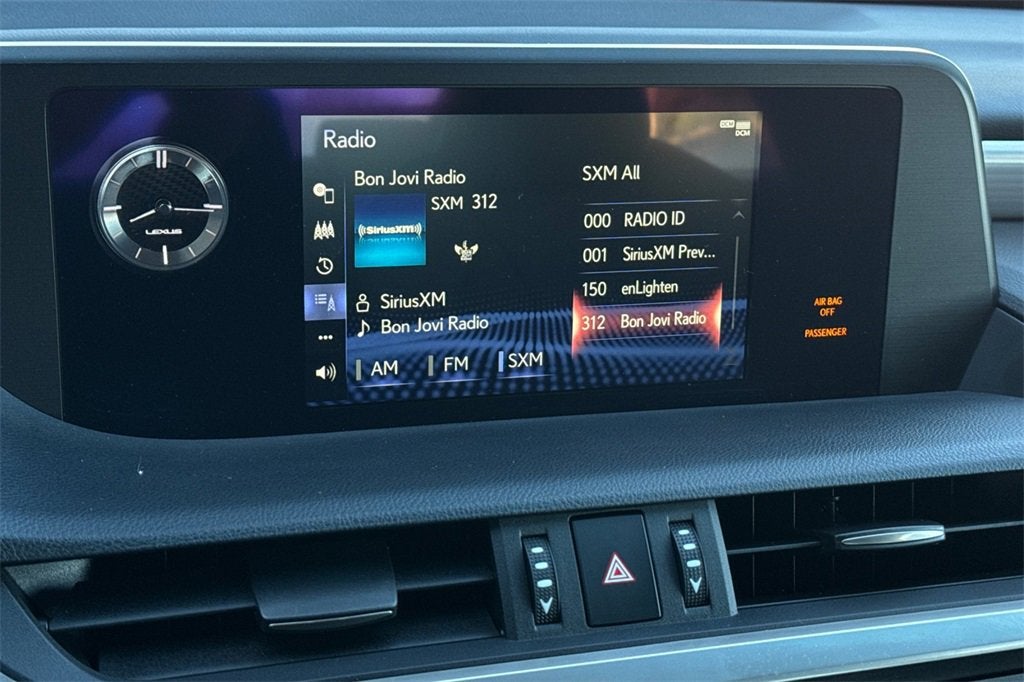 Radio
DCM
DCM
Bon Jovi Radio
SXM 312
((SiriusXM))
SiriusXM
Bon Jovi Radio
AM
FM
SXM
SXM All
000 RADIO ID
001 SiriusXM Prev...
150 enLighten
312 Bon Jovi Radio
LEXUS
AIR BAG
OFF
PASSENGER